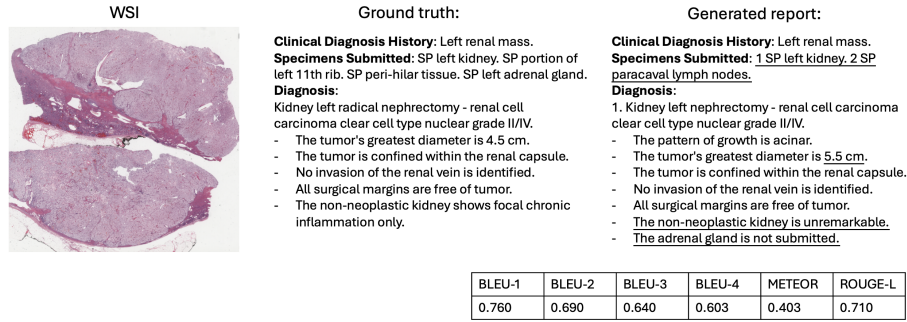 WSI
Ground truth:
Clinical Diagnosis History: Left renal mass.
Specimens Submitted: SP left kidney. SP portion of
left 11th rib. SP peri-hilar tissue. SP left adrenal gland.
Diagnosis:
Kidney left radical nephrectomy - renal cell
carcinoma clear cell type nuclear grade II/IV.
- The tumor's greatest diameter is 4.5 cm.
- The tumor is confined within the renal capsule.
- No invasion of the renal vein is identified.
- All surgical margins are free of tumor.
- The non-neoplastic kidney shows focal chronic
inflammation only.
Generated report:
Clinical Diagnosis History: Left renal mass.
Specimens Submitted: 1 SP left kidney. 2 SP
paracaval lymph nodes.
Diagnosis:
1. Kidney left nephrectomy - renal cell carcinoma
clear cell type nuclear grade II/IV.
- The pattern of growth is acinar.
- The tumor's greatest diameter is 5.5 cm.
- The tumor is confined within the renal capsule.
- No invasion of the renal vein is identified.
- All surgical margins are free of tumor.
- The non-neoplastic kidney is unremarkable.
- The adrenal gland is not submitted.
BLEU-1 BLEU-2 BLEU-3 BLEU-4 METEOR ROUGE-L
0.760 0.690 0.640 0.603 0.403 0.710